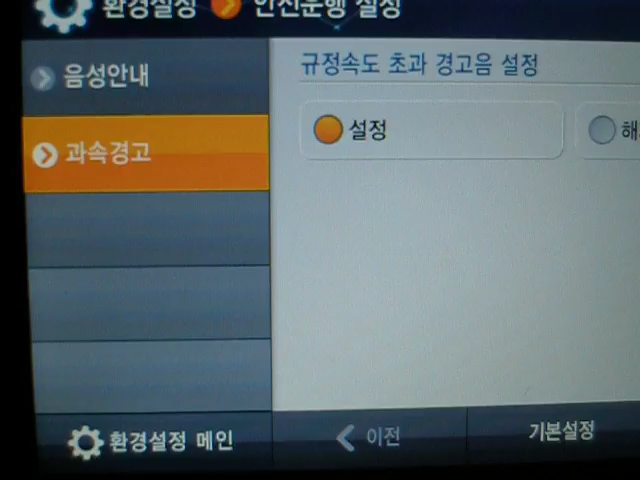 환경설정 안전운행 설정
음성안내
과속경고
규정속도 초과 경고음 설정
설정
환경설정 메인
이전
기본설정